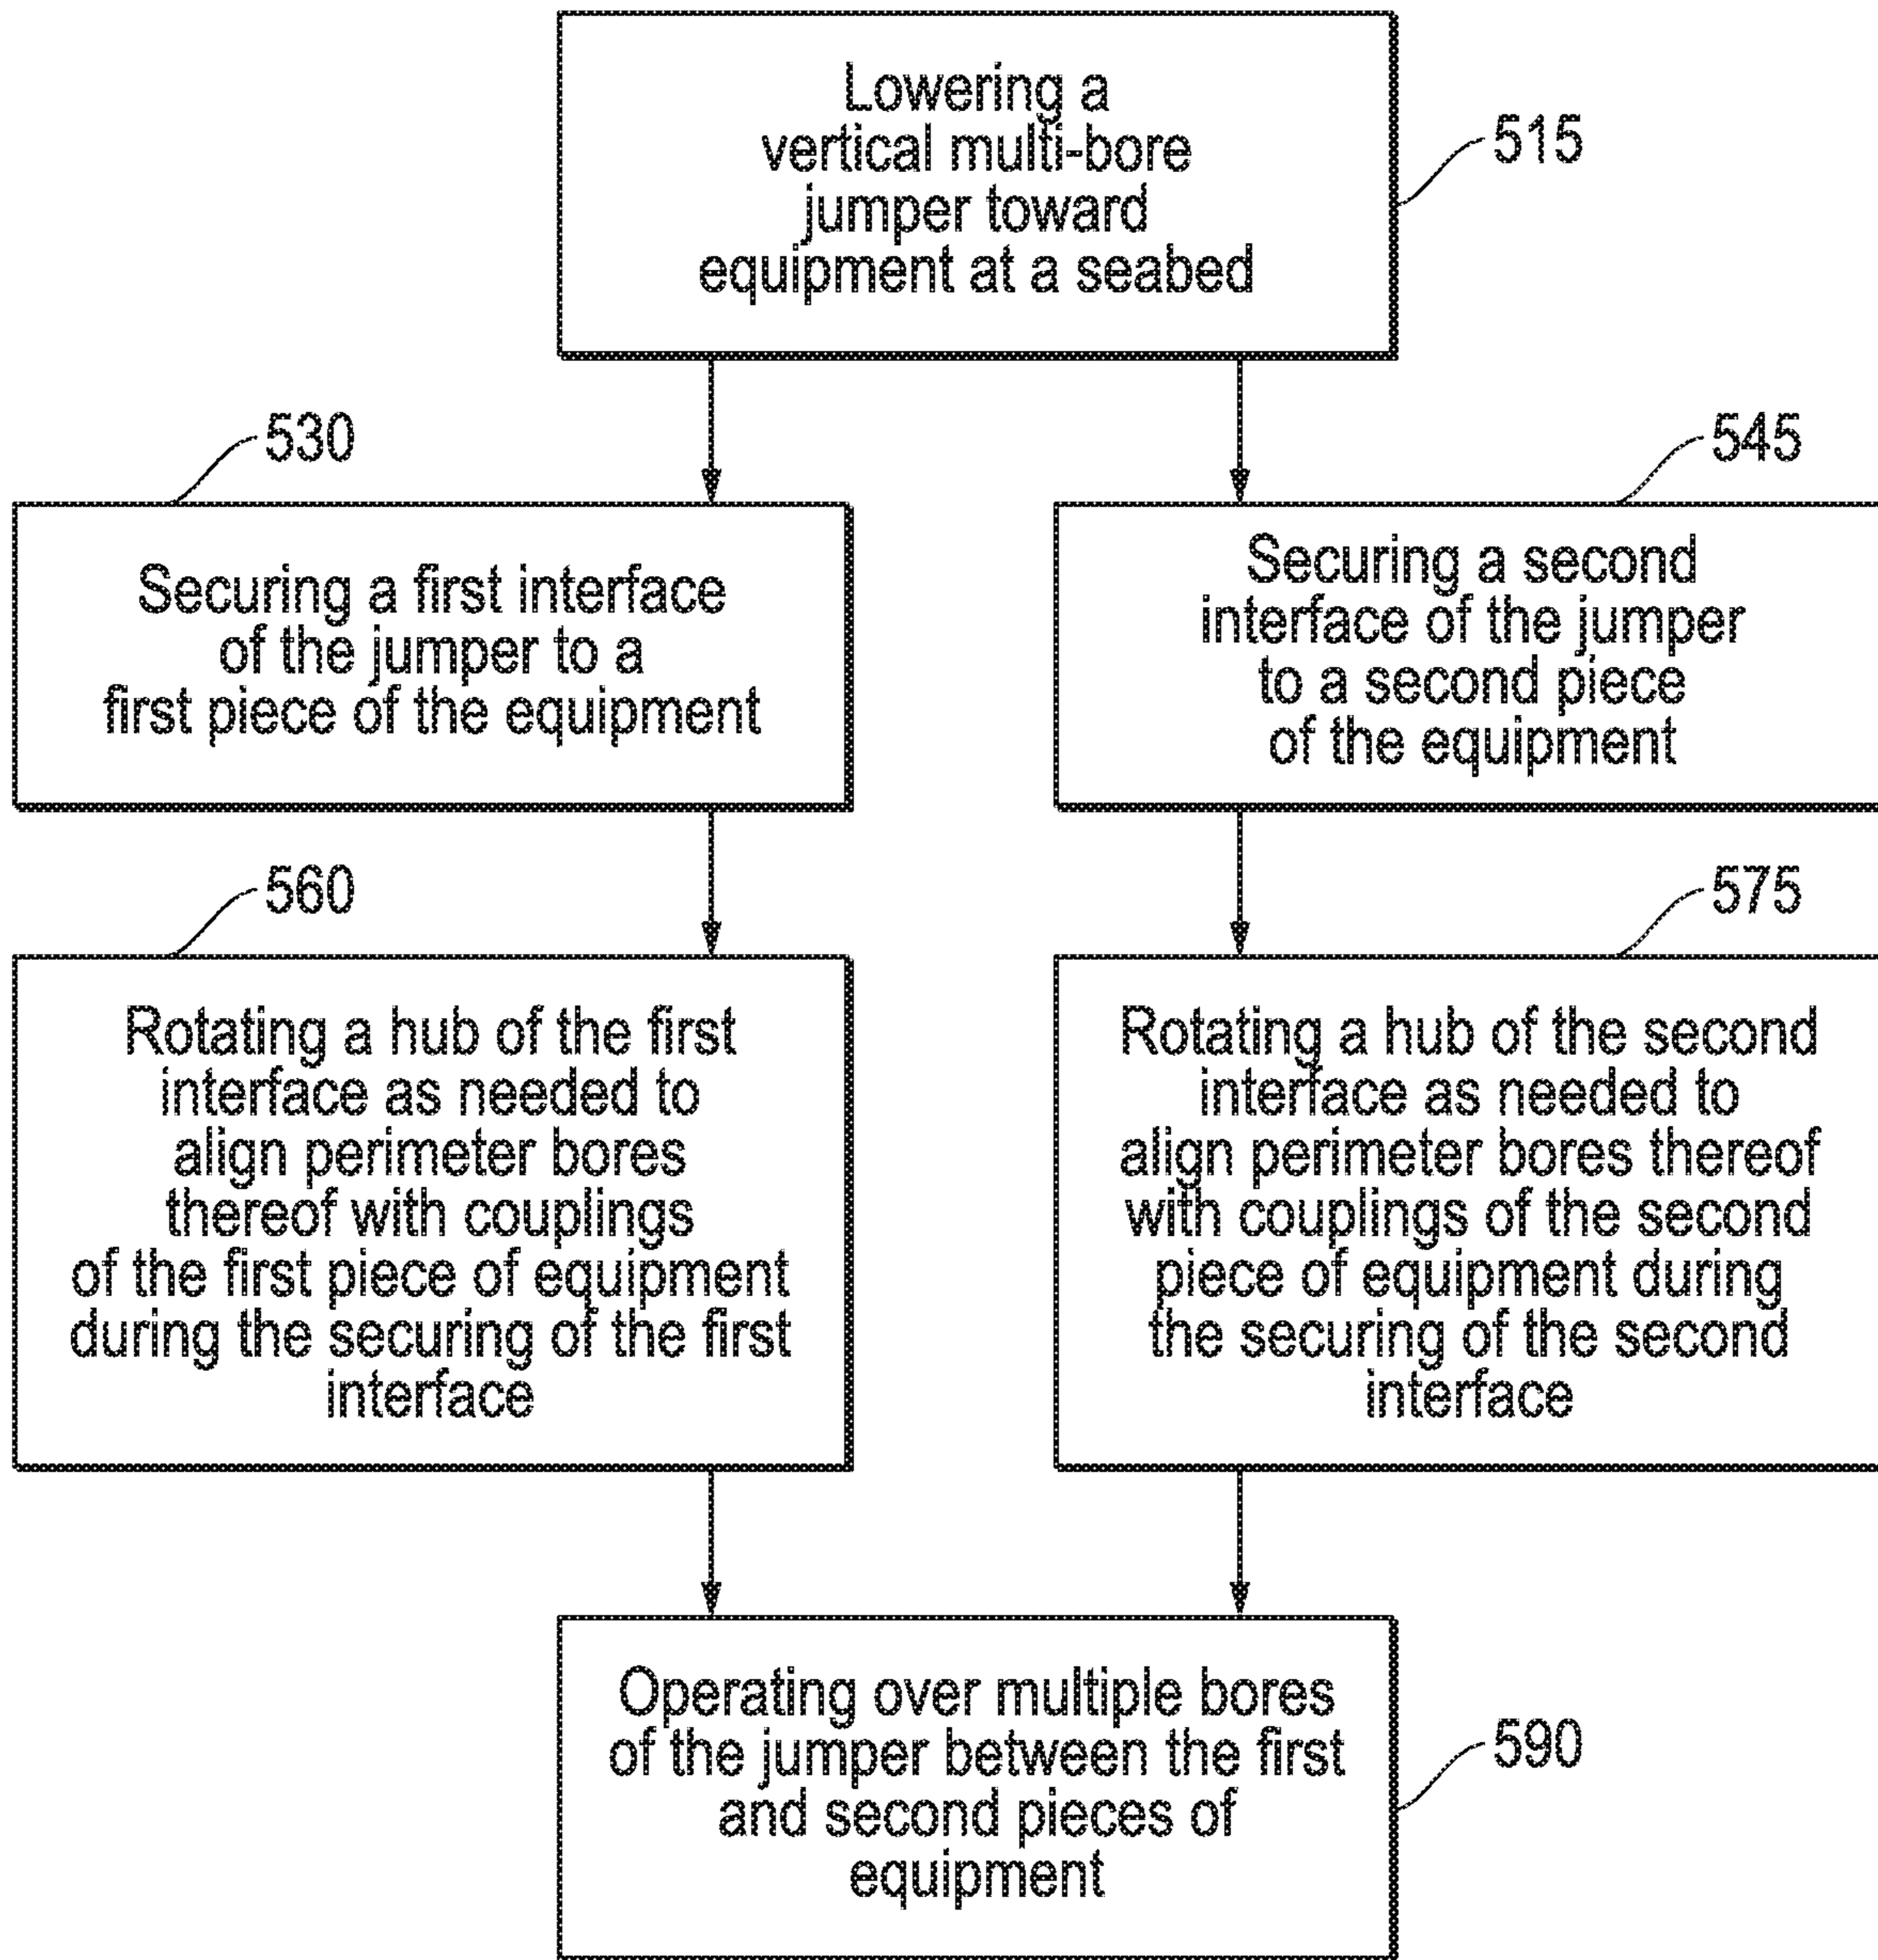 Lowering a
vertical multi-bore
jumper toward
equipment at a seabed
515
530
Securing a first interface
of the jumper to a
first piece of the equipment
545
Securing a second
interface of the jumper
to a second piece
of the equipment
560
Rotating a hub of the first
interface as needed to
align perimeter bores
thereof with couplings
of the first piece of equipment
during the securing of the first
interface
575
Rotating a hub of the second
interface as needed to
align perimeter bores thereof
with couplings of the second
piece of equipment during
the securing of the second
interface
Operating over multiple bores
of the jumper between the first
and second pieces of
equipment
590